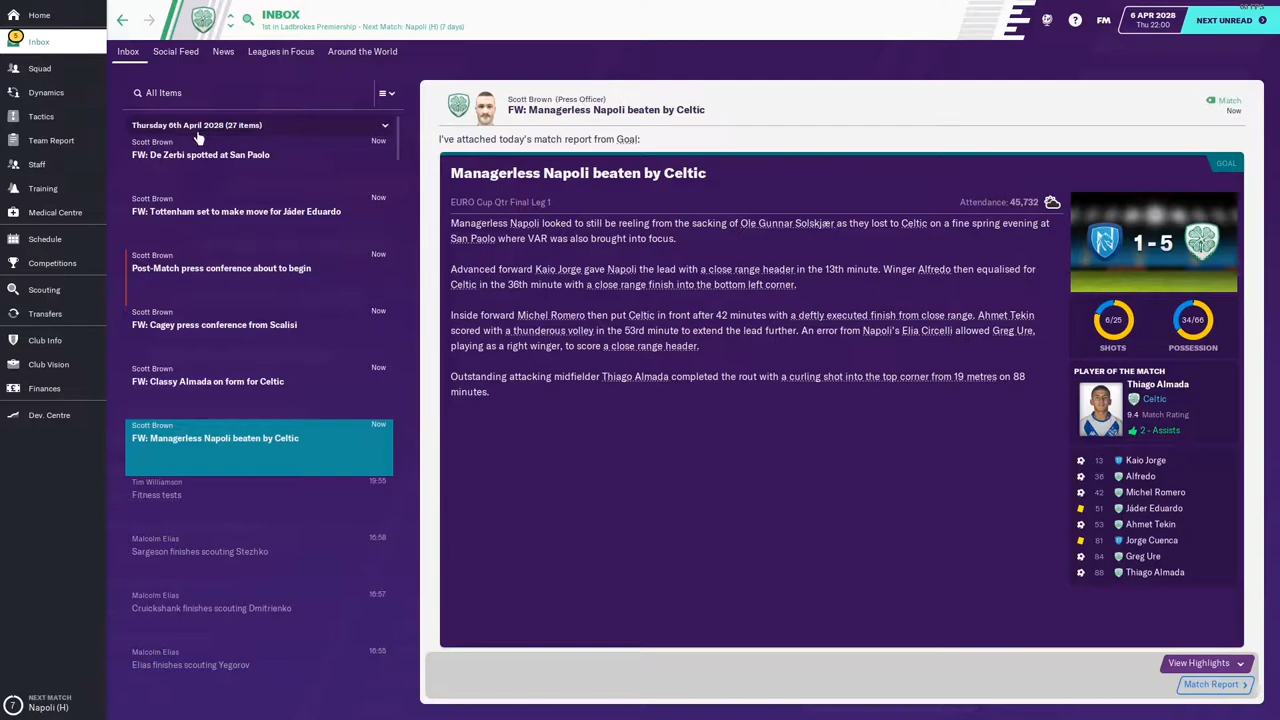 Home
5
Inbox
Squad
Dynamics
Tactics
Team Report
Staff
Training
Medical Centre
Schedule
Competitions
Scouting
Transfers
Club Info
Club Vision
Finances
Dev. Centre
7
NEXT MATCH
Napoli (H)
INBOX
1st in Ladbrokes Premiership - Next Match: Napoli (H) (7 days)
?
FM
6 APR 2028
Thu 22:00
NEXT UNREAD
Inbox
Social Feed
News
Leagues in Focus
Around the World
All Items
Thursday 6th April 2028 (27 items)
Scott Brown
Now
FW: De Zerbi spotted at San Paolo
Scott Brown
Now
FW: Tottenham set to make move for Jáder Eduardo
Scott Brown
Now
Post-Match press conference about to begin
Scott Brown
Now
FW: Cagey press conference from Scalisi
Scott Brown
Now
FW: Classy Almada on form for Celtic
Scott Brown
Now
FW: Managerless Napoli beaten by Celtic
Tim Williamson
19:55
Fitness tests
Malcolm Elias
16:58
Sargeson finishes scouting Stezhko
Malcolm Elias
16:57
Cruickshank finishes scouting Dmitrienko
Malcolm Elias
16:55
Elias finishes scouting Yegorov
Scott Brown (Press Officer)
FW: Managerless Napoli beaten by Celtic
Match
Now
I've attached today's match report from Goal:
GOAL
Managerless Napoli beaten by Celtic
EURO Cup Qtr Final Leg 1
Attendance: 45,732
Managerless Napoli looked to still be reeling from the sacking of Ole Gunnar Solskjær as they lost to Celtic on a fine spring evening at
San Paolo where VAR was also brought into focus.
Advanced forward Kaio Jorge gave Napoli the lead with a close range header in the 13th minute. Winger Alfredo then equalised for
Celtic in the 36th minute with a close range finish into the bottom left corner.
Inside forward Michel Romero then put Celtic in front after 42 minutes with a deftly executed finish from close range. Ahmet Tekin
scored with a thunderous volley in the 53rd minute to extend the lead further. An error from Napoli's Elia Circelli allowed Greg Ure,
playing as a right winger, to score a close range header.
Outstanding attacking midfielder Thiago Almada completed the rout with a curling shot into the top corner from 19 metres on 88
minutes.
1 - 5
6/25
SHOTS
34/66
POSSESSION
PLAYER OF THE MATCH
Thiago Almada
Celtic
9.4 Match Rating
2 - Assists
13 Kaio Jorge
36 Alfredo
42 Michel Romero
51 Jáder Eduardo
53 Ahmet Tekin
81 Jorge Cuenca
84 Greg Ure
88 Thiago Almada
View Highlights
Match Report